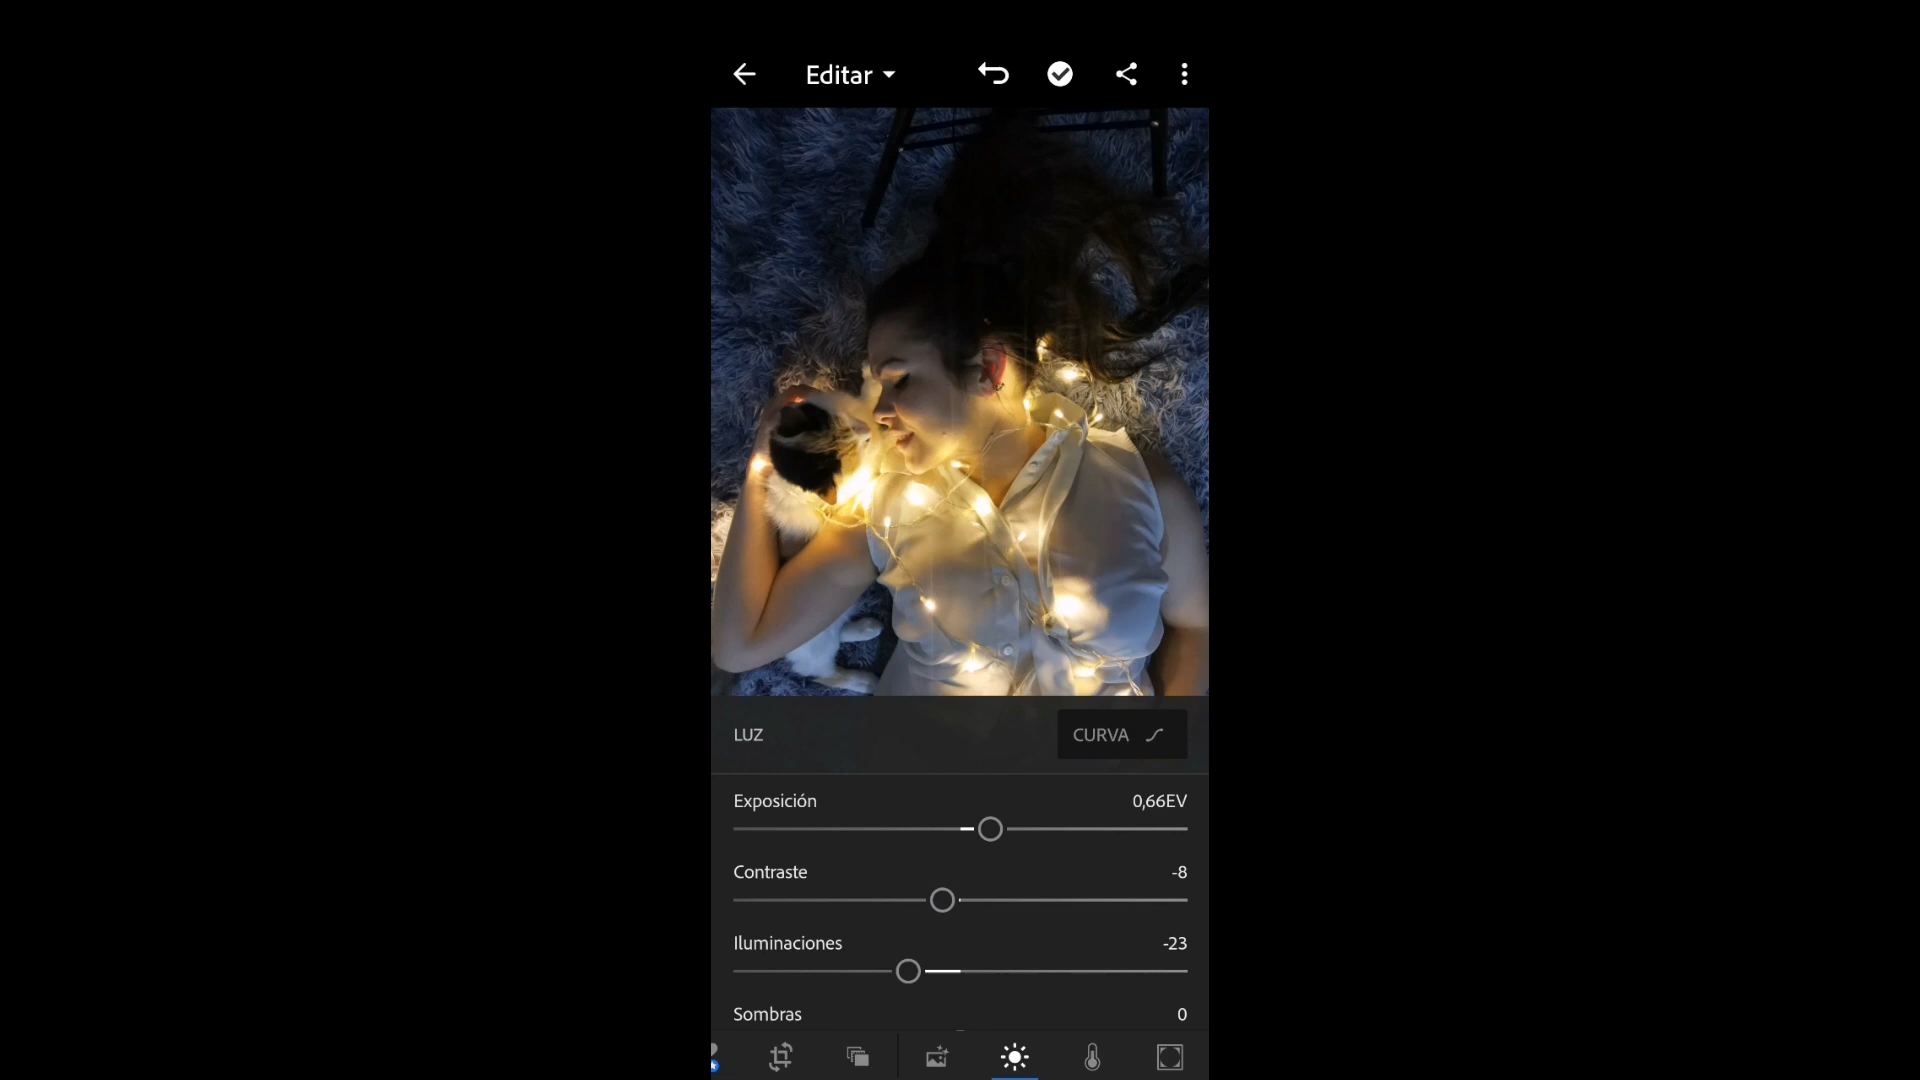 Editar
LUZ
CURVA
Exposición 0,66EV
Contraste -8
Iluminaciones -23
Sombras 0